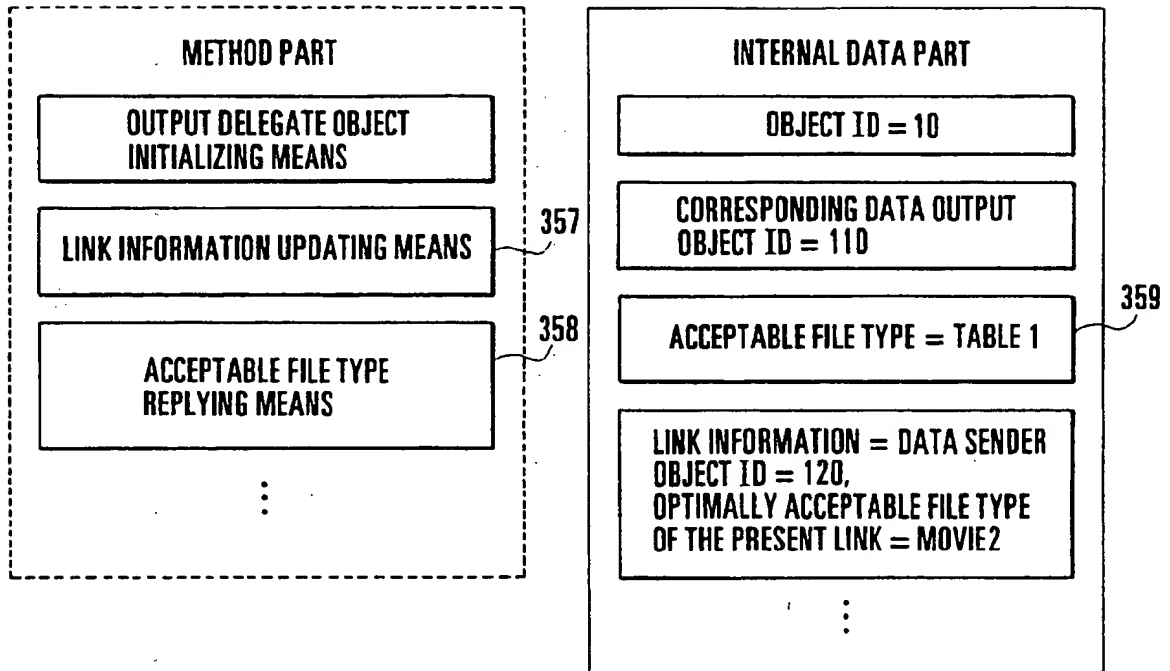 METHOD PART
OUTPUT DELEGATE OBJECT
INITIALIZING MEANS
LINK INFORMATION UPDATING MEANS
357
358
ACCEPTABLE FILE TYPE
REPLYING MEANS
INTERNAL DATA PART
OBJECT ID = 10
CORRESPONDING DATA OUTPUT
OBJECT ID = 110
359
ACCEPTABLE FILE TYPE = TABLE 1
LINK INFORMATION = DATA SENDER
OBJECT ID = 120,
OPTIMALLY ACCEPTABLE FILE TYPE
OF THE PRESENT LINK = MOVIE2